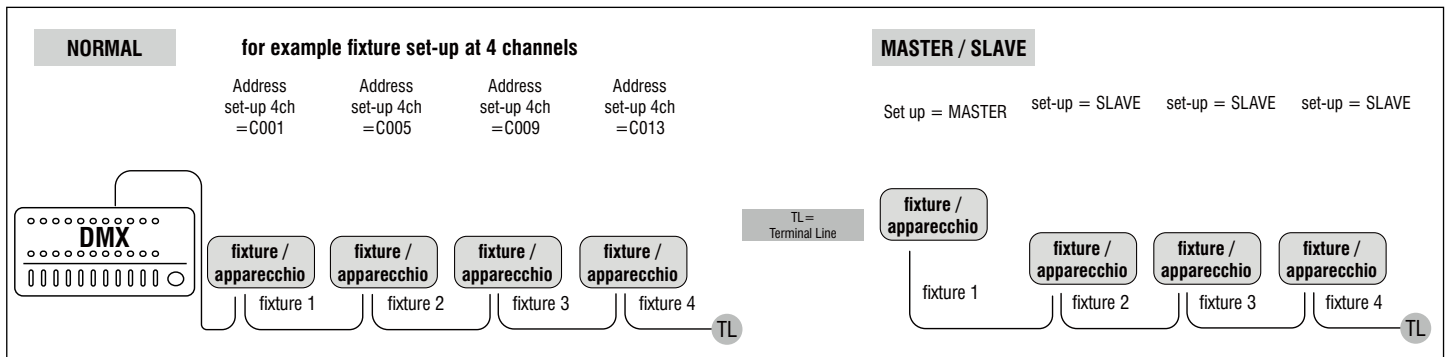 NORMAL
for example fixture set-up at 4 channels
Address
set-up 4ch
=C001
Address
set-up 4ch
=C005
Address
set-up 4ch
=C009
Address
set-up 4ch
=C013
DMX
fixture /
apparecchio
fixture /
apparecchio
fixture /
apparecchio
fixture /
apparecchio
fixture 1
fixture 2
fixture 3
fixture 4
TL
TL=
Terminal Line
MASTER / SLAVE
Set up = MASTER
set-up = SLAVE
set-up = SLAVE
set-up = SLAVE
fixture /
apparecchio
fixture /
apparecchio
fixture /
apparecchio
fixture /
apparecchio
fixture 1
fixture 2
fixture 3
fixture 4
TL